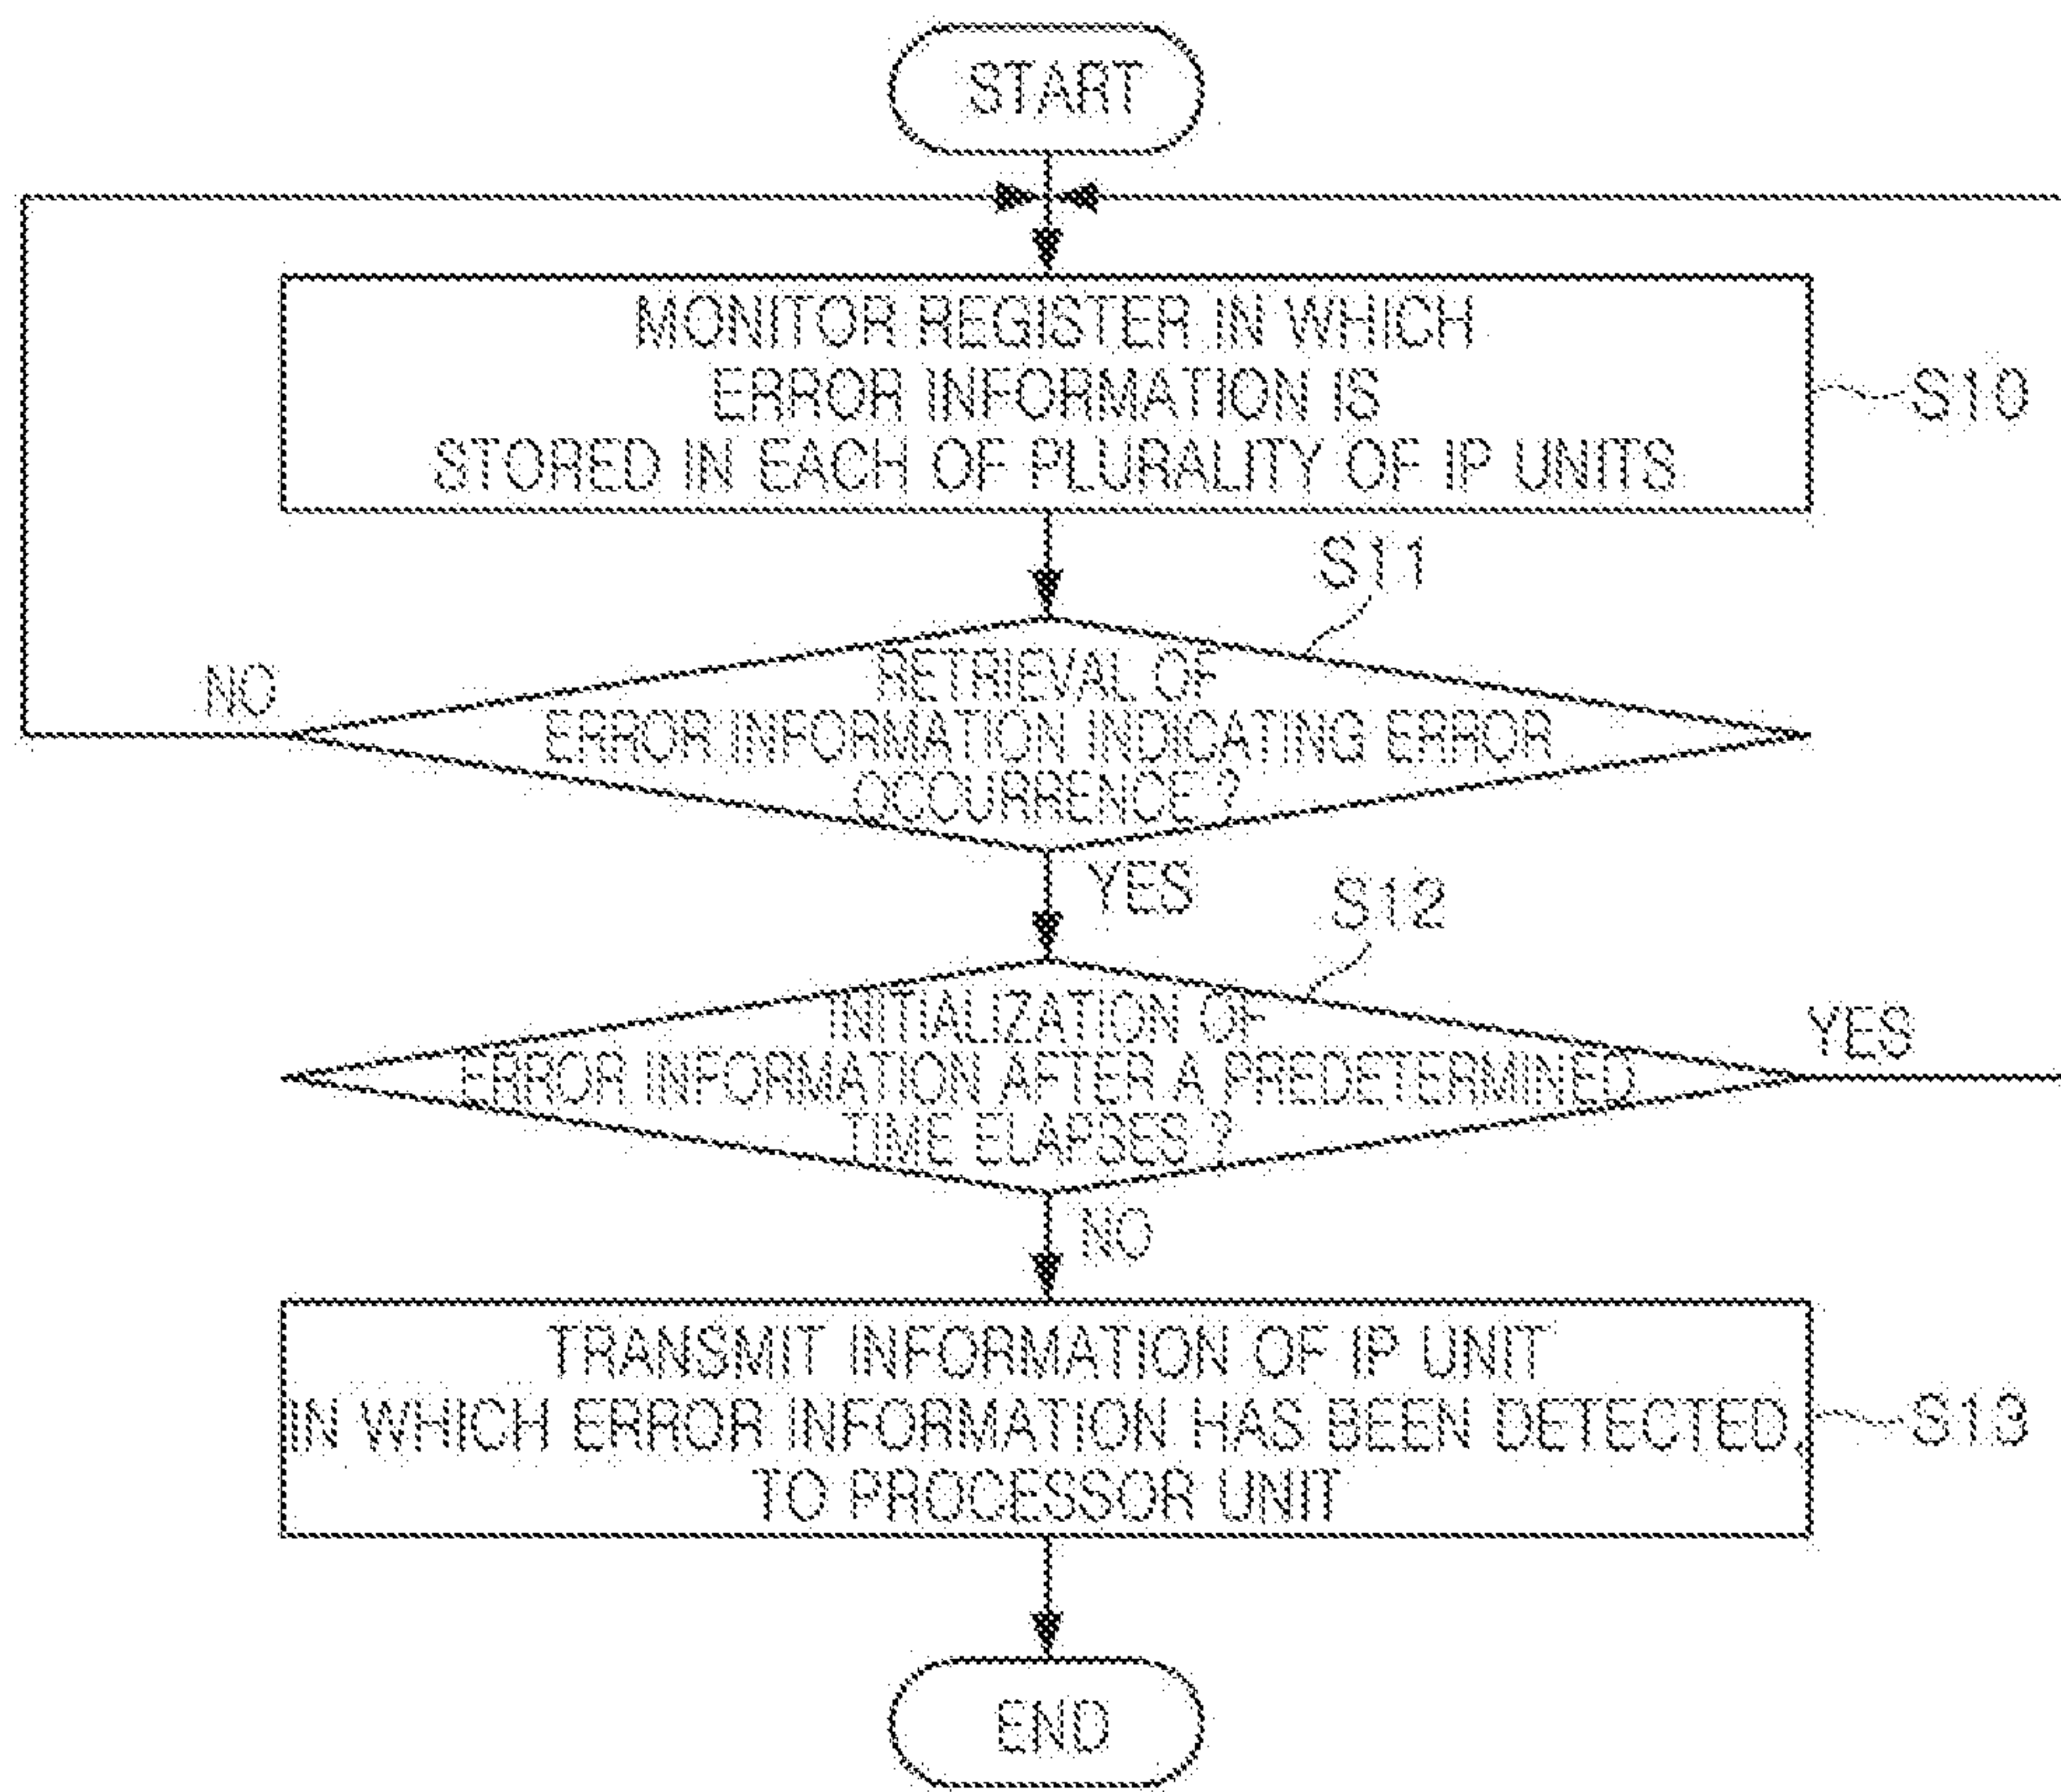 START
MONITOR REGISTER IN WHICH
ERROR INFORMATION IS
STORED IN EACH OF PLURALITY OF IP UNITS
S10
S11
RETRIEVAL OF
ERROR INFORMATION INDICATING ERROR
OCCURRENCE ?
NO
YES
S12
INITIALIZATION OF
ERROR INFORMATION AFTER A PREDETERMINED
TIME ELAPSES ?
YES
NO
TRANSMIT INFORMATION OF IP UNIT
IN WHICH ERROR INFORMATION HAS BEEN DETECTED,
TO PROCESSOR UNIT
S13
END